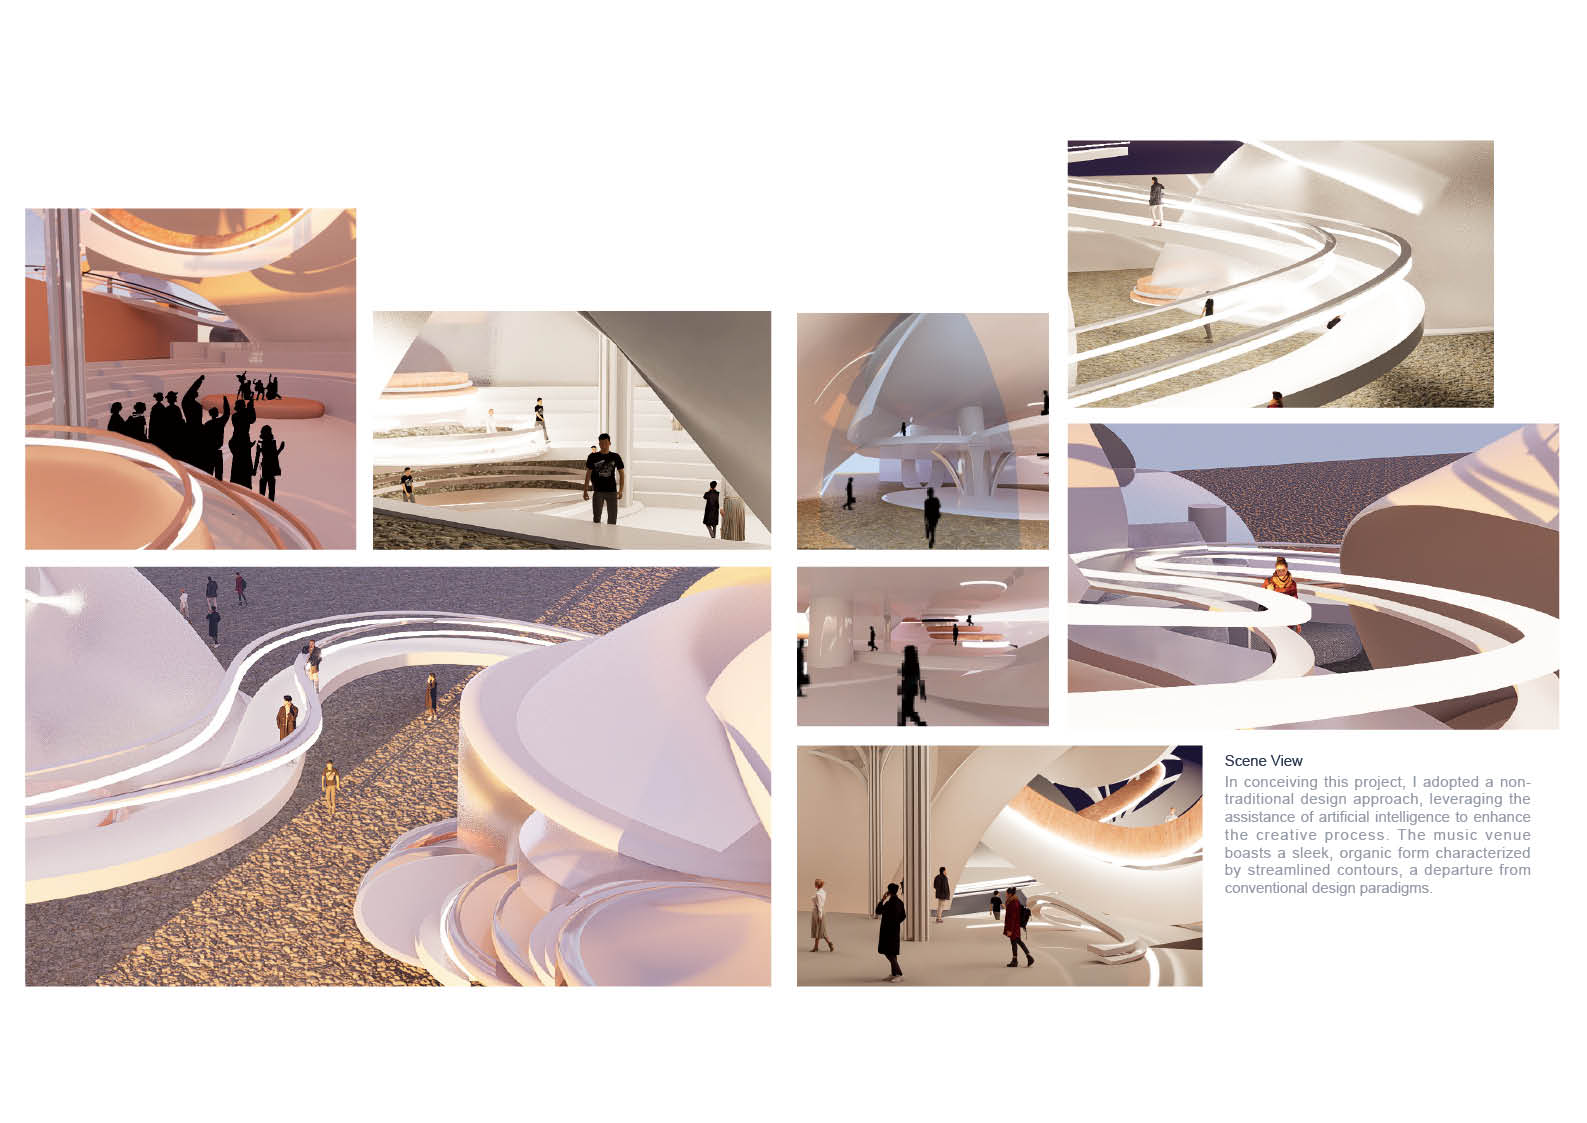 Scene View
In conceiving this project, I adopted a non-
traditional design approach, leveraging the
assistance of artificial intelligence to enhance
the creative process. The music venue
boasts a sleek, organic form characterized
by streamlined contours, a departure from
conventional design paradigms.